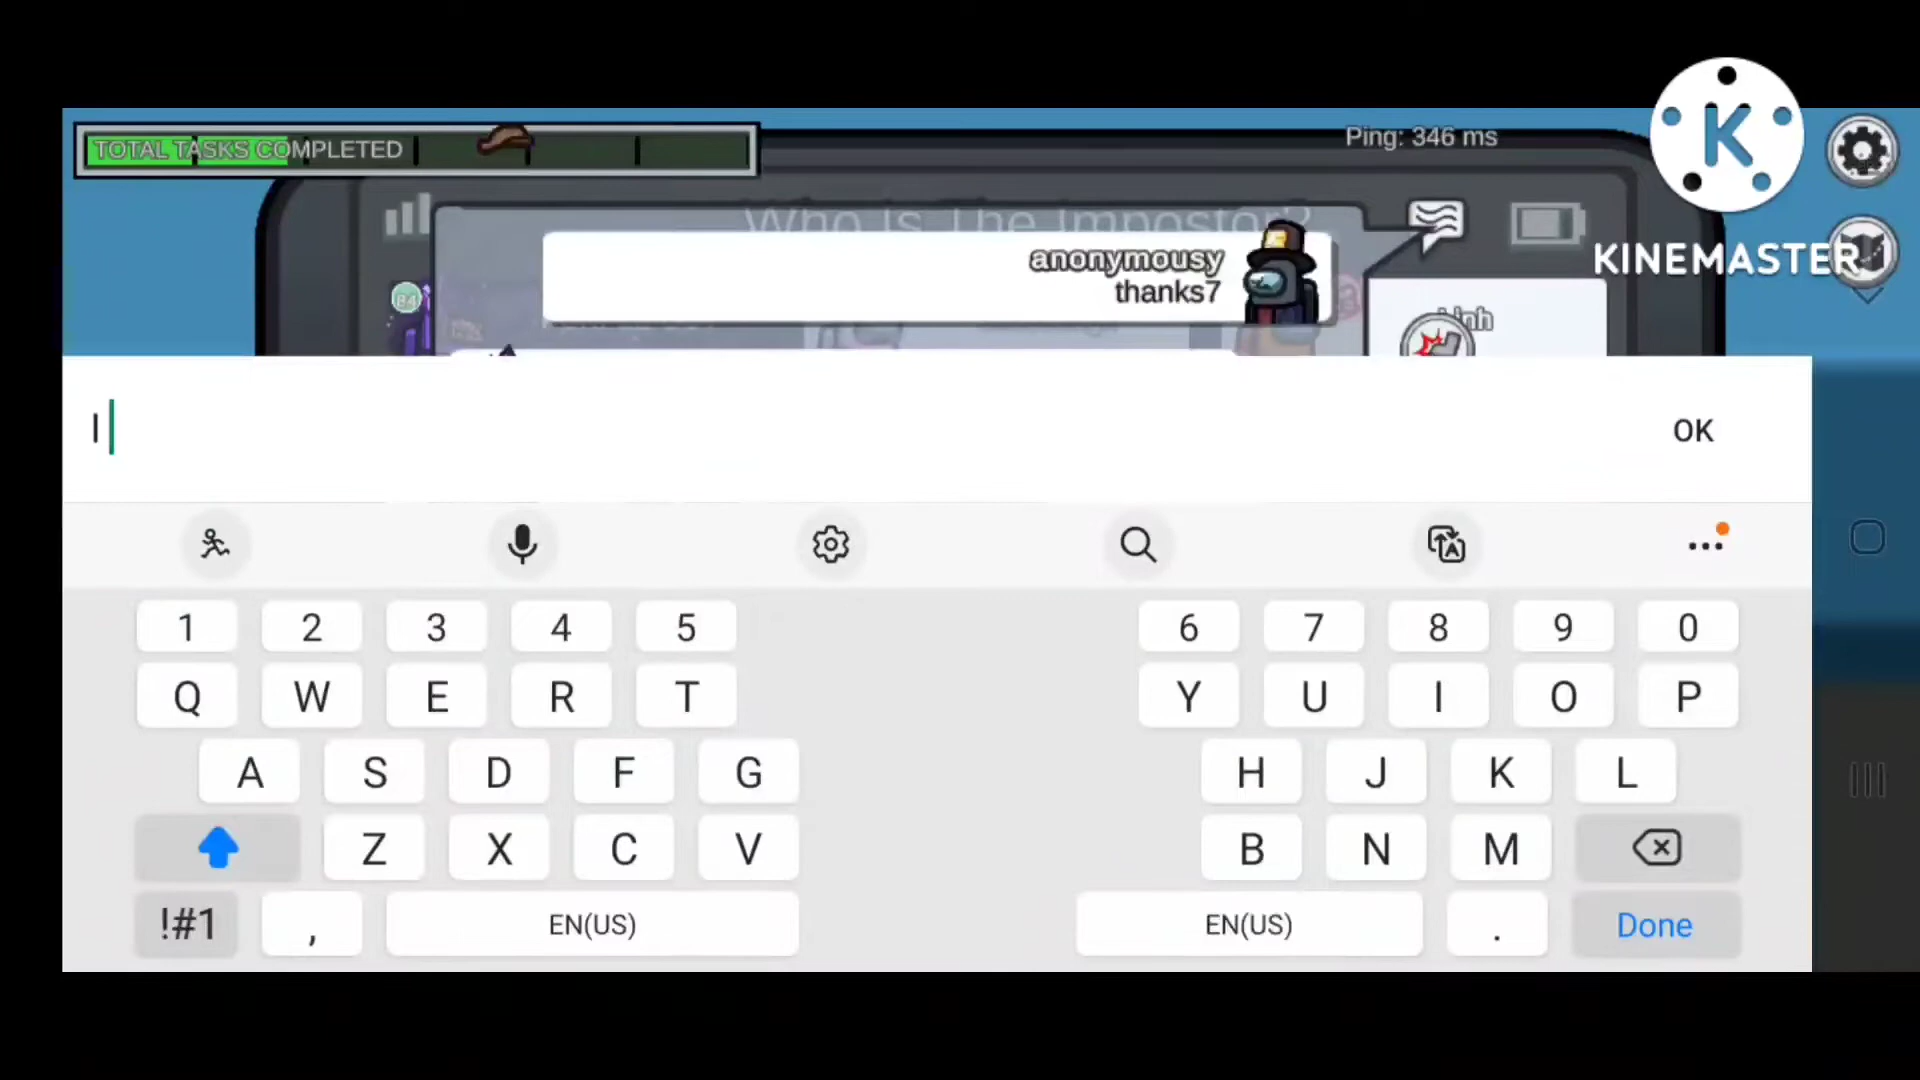 TOTAL TASKS COMPLETED
Ping: 346 ms
K
KINEMASTER
Who Is The Impostor?
anonymousy
thanks7
84
I
OK
1 2 3 4 5 6 7 8 9 0
Q W E R T Y U I O P
A S D F G H J K L
Z X C V B N M
!#1 , EN(US) EN(US) . Done